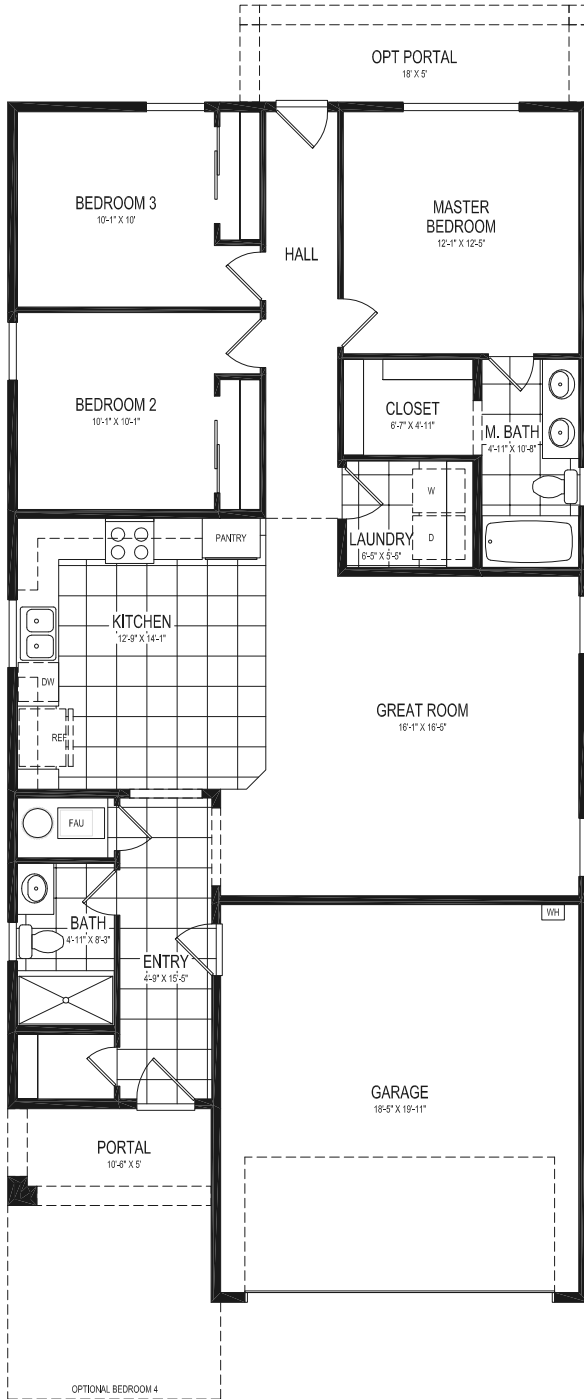 OPT PORTAL
18' X 5'
BEDROOM 3
10'-1" X 10'
MASTER
BEDROOM
12'-1" X 12'-5"
HALL
BEDROOM 2
10'-1" X 10'-1"
CLOSET
6'-7" X 4'-11"
M. BATH
4'-11" X 10'-8"
W
PANTRY
LAUNDRY
6'-5" X 5'-5"
D
KITCHEN
12'-9" X 14'-1"
DW
REF
GREAT ROOM
16'-1" X 16'-5"
FAU
BATH
4'-11" X 8'-3"
WH
ENTRY
4'-9" X 15'-5"
GARAGE
18'-5" X 19'-11"
PORTAL
10'-6" X 5'
OPTIONAL BEDROOM 4